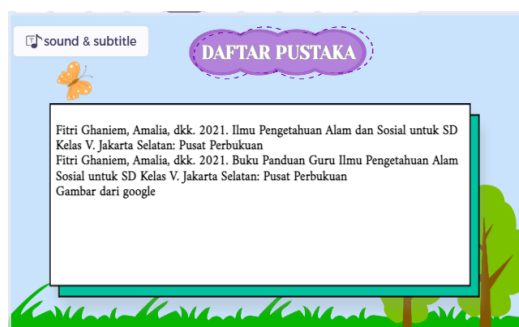 sound & subtitle
DAFTAR PUSTAKA
Fitri Ghaniem, Amalia, dkk. 2021. Ilmu Pengetahuan Alam dan Sosial untuk SD
Kelas V. Jakarta Selatan: Pusat Perbukuan
Fitri Ghaniem, Amalia, dkk. 2021. Buku Panduan Guru Ilmu Pengetahuan Alam
Sosial untuk SD Kelas V. Jakarta Selatan: Pusat Perbukuan
Gambar dari google